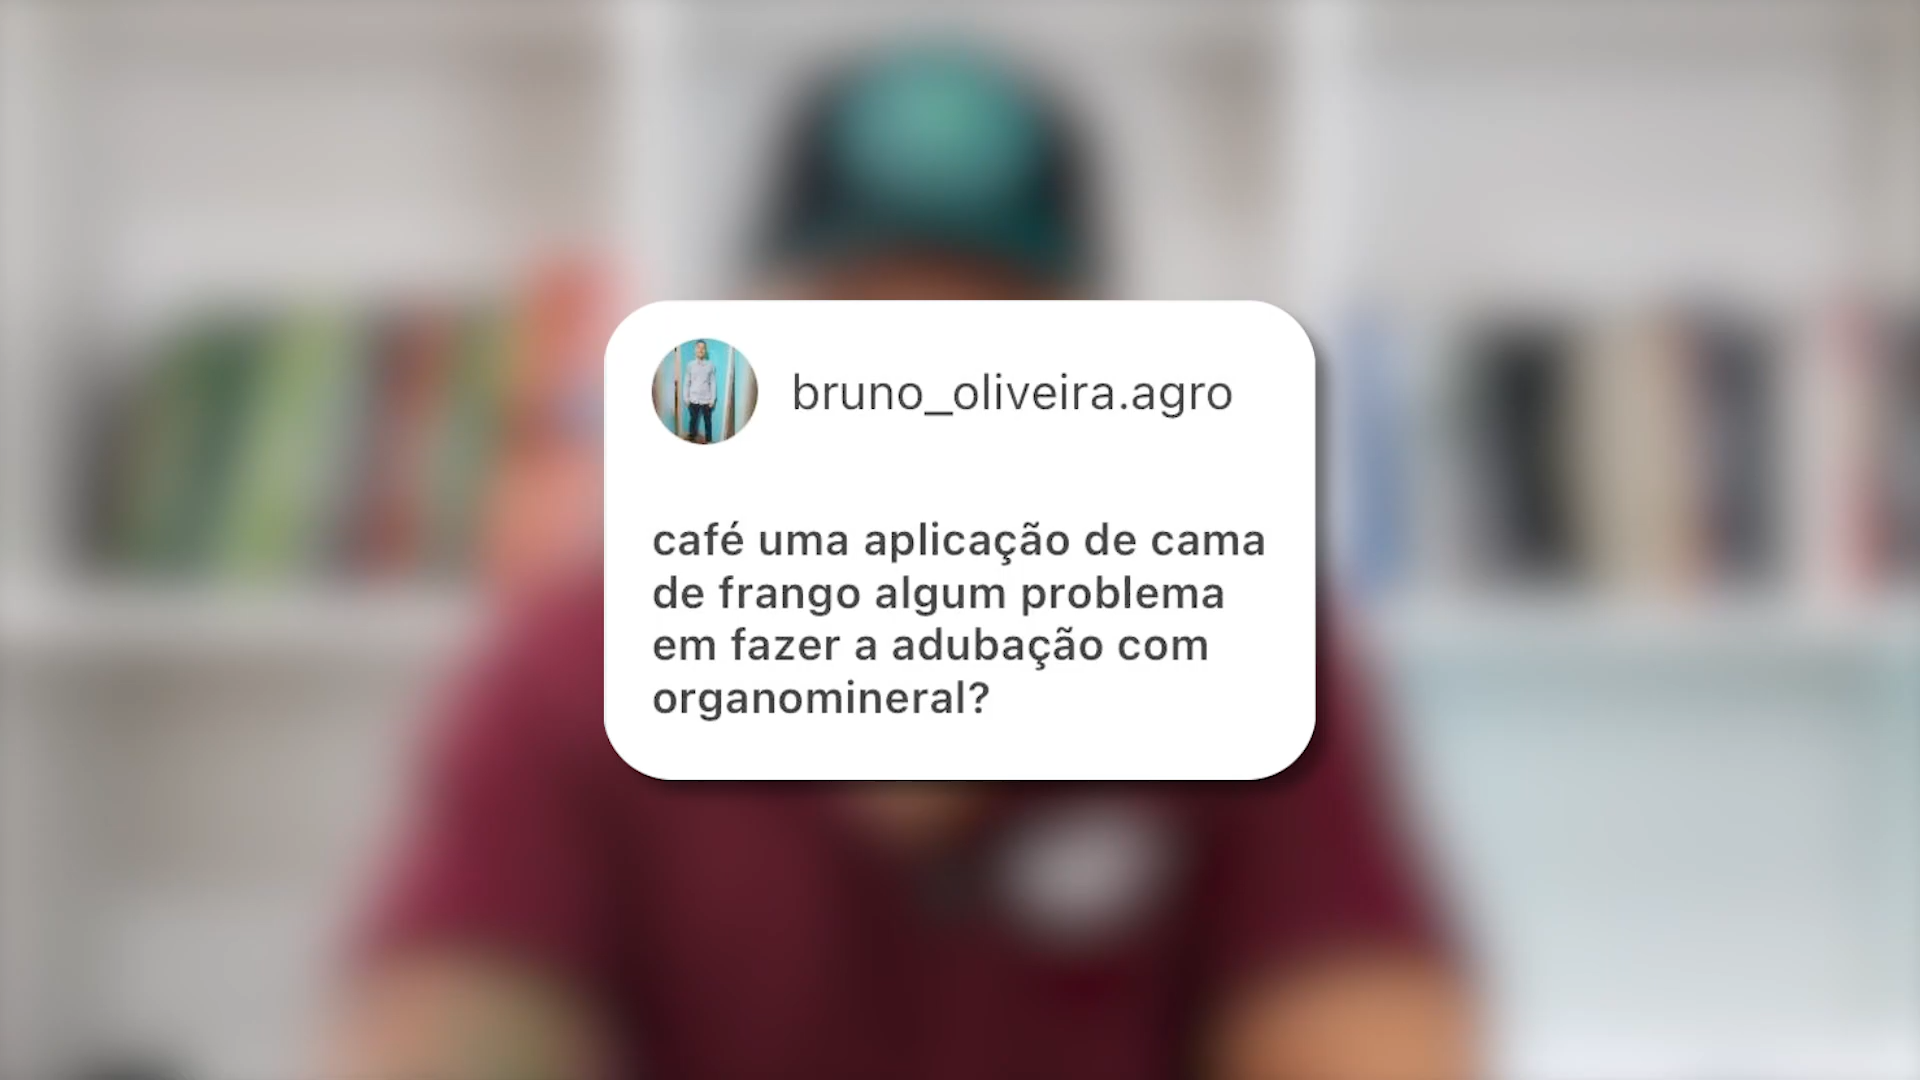 bruno_oliveira.agro
café uma aplicação de cama
de frango algum problema
em fazer a adubação com
organomineral?